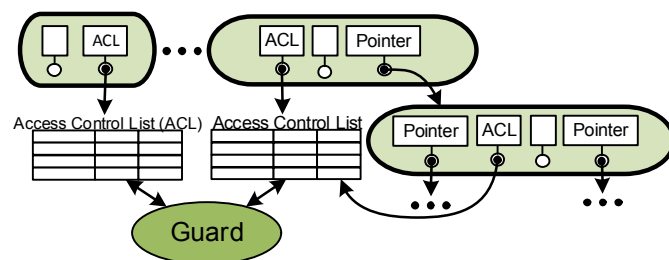 ACL
ACL
Pointer
Access Control List (ACL)
Access Control List
Pointer
ACL
Pointer
Guard